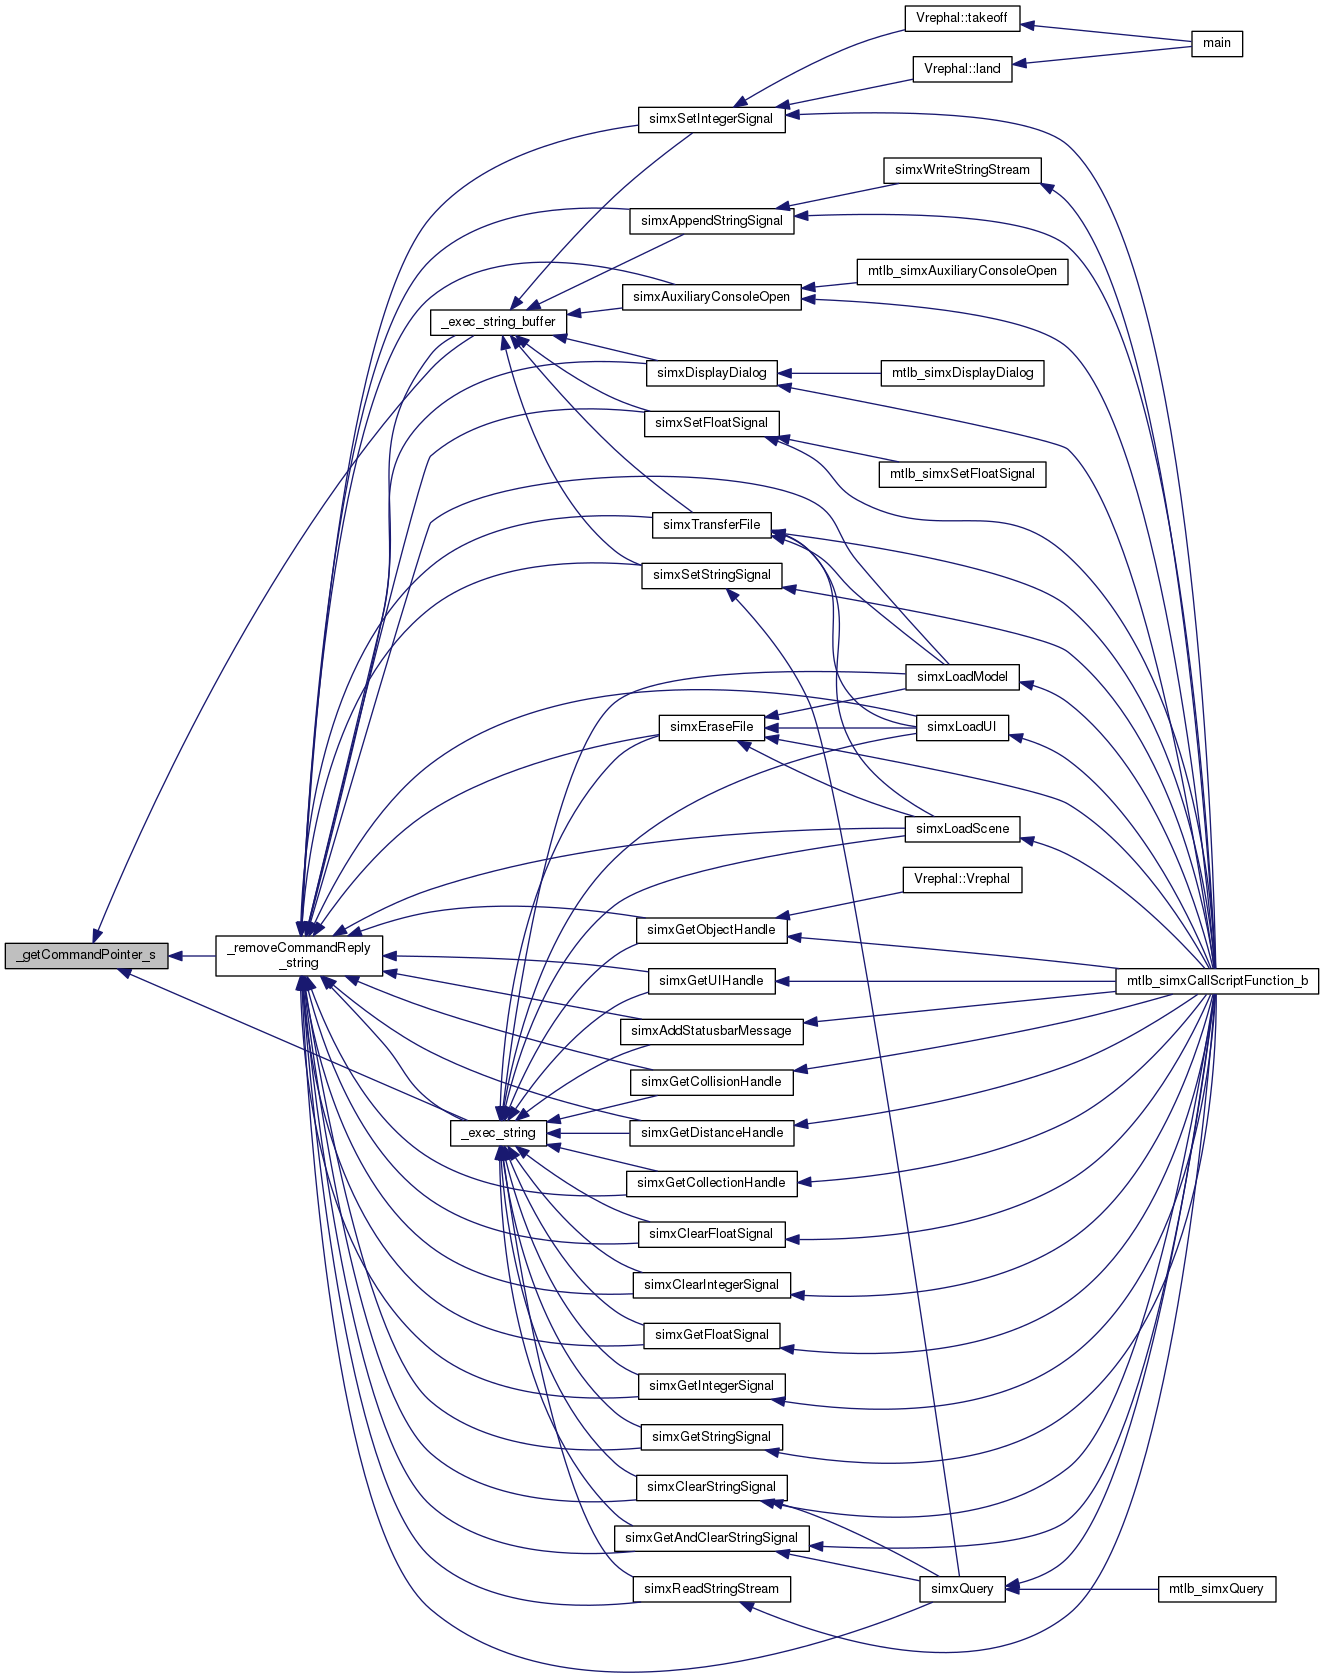 Vrephal::takeoff
main
Vrephal::land
simxSetIntegerSignal
simxWriteStringStream
simxAppendStringSignal
mtlb_simxAuxiliaryConsoleOpen
simxAuxiliaryConsoleOpen
_exec_string_buffer
simxDisplayDialog
mtlb_simxDisplayDialog
simxSetFloatSignal
mtlb_simxSetFloatSignal
simxTransferFile
simxSetStringSignal
simxLoadModel
simxEraseFile
simxLoadUI
simxLoadScene
Vrephal::Vrephal
simxGetObjectHandle
_getCommandPointer_s
_removeCommandReply
_string
simxGetUIHandle
mtlb_simxCallScriptFunction_b
simxAddStatusbarMessage
simxGetCollisionHandle
_exec_string
simxGetDistanceHandle
simxGetCollectionHandle
simxClearFloatSignal
simxClearIntegerSignal
simxGetFloatSignal
simxGetIntegerSignal
simxGetStringSignal
simxClearStringSignal
simxGetAndClearStringSignal
simxReadStringStream
simxQuery
mtlb_simxQuery